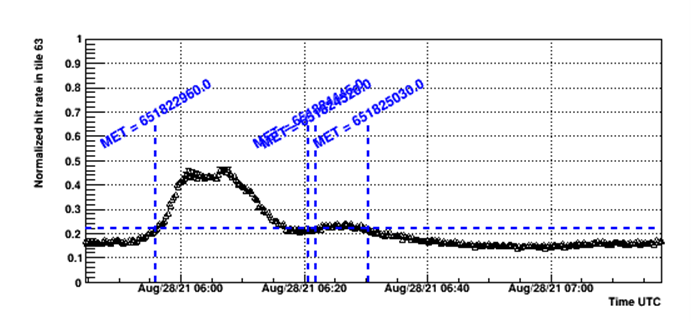 Normalized hit rate in tile 63
1
0.9
0.8
0.7
0.6
0.5
0.4
0.3
0.2
0.1
0
MET = 651822960.0
MET = 651825030.0
Aug/28/21 06:00
Aug/28/21 06:20
Aug/28/21 06:40
Aug/28/21 07:00
Time UTC